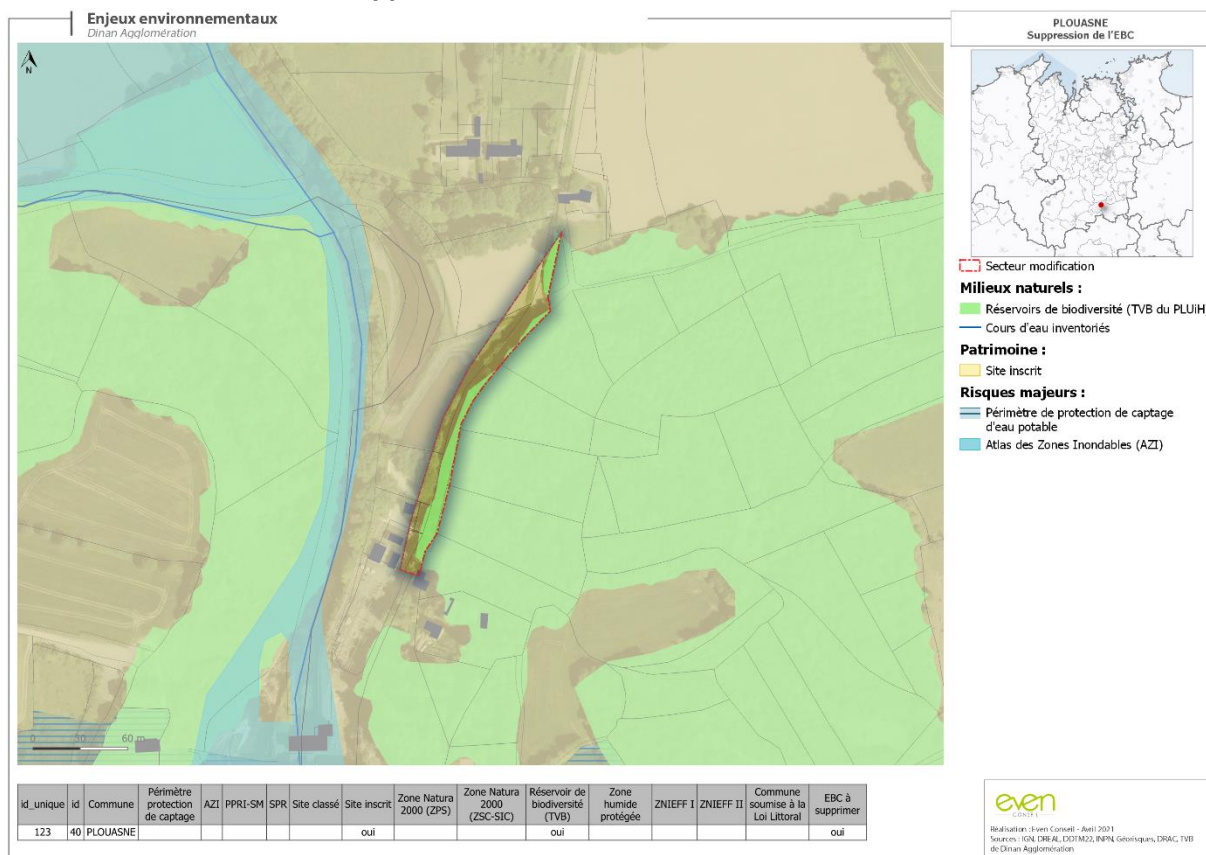 Enjeux environnementaux
Dinan Agglomération
PLOUASNE
Suppression de l'EBC
N
Secteur modification
Milieux naturels :
Réservoirs de biodiversité (TVB du PLUiH
Cours d'eau inventoriés
Patrimoine :
Site inscrit
Risques majeurs :
Périmètre de protection de captage
d'eau potable
Atlas des Zones Inondables (AZI)
0 30 60 m
id_unique id Commune Périmètre protection de captage AZI PPRI-SM SPR Site classé Site inscrit Zone Natura 2000 (ZPS) Zone Natura 2000 (ZSC-SIC) Réservoir de biodiversité (TVB) Zone humide protégée ZNIEFF I ZNIEFF II Commune soumise à la Loi Littoral EBC à supprimer
123 40 PLOUASNE oui oui oui
even
CONSEIL
Réalisation : Even Conseil - Avril 2021
Sources : IGN, DREAL, DDTM22, INPN, Géorisques, DRAC, TVB
de Dinan Agglomération